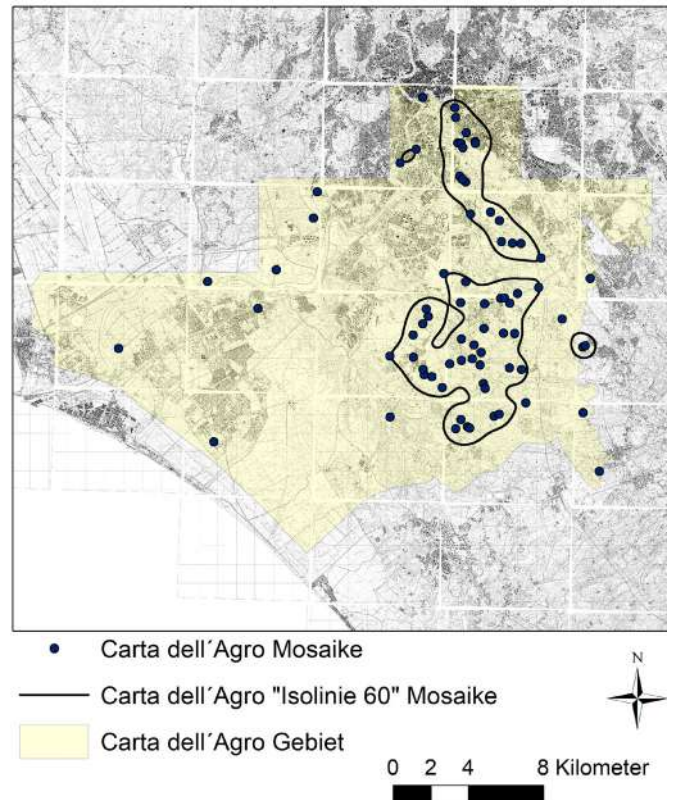 Carta dell´Agro Mosaike
N
Carta dell´Agro "Isolinie 60" Mosaike
Carta dell´Agro Gebiet
0 2 4 8 Kilometer